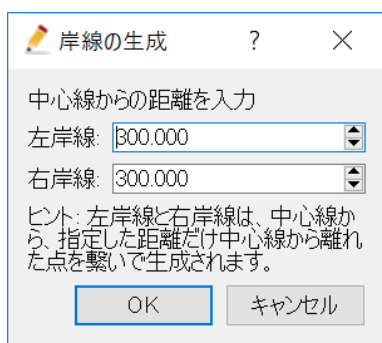 岸線の生成 ?
中心線からの距離を入力
左岸線: 300.000
右岸線: 300.000
ヒント: 左岸線と右岸線は、中心線か
ら、指定した距離だけ中心線から離れ
た点を繋いで生成されます。
OK キャンセル